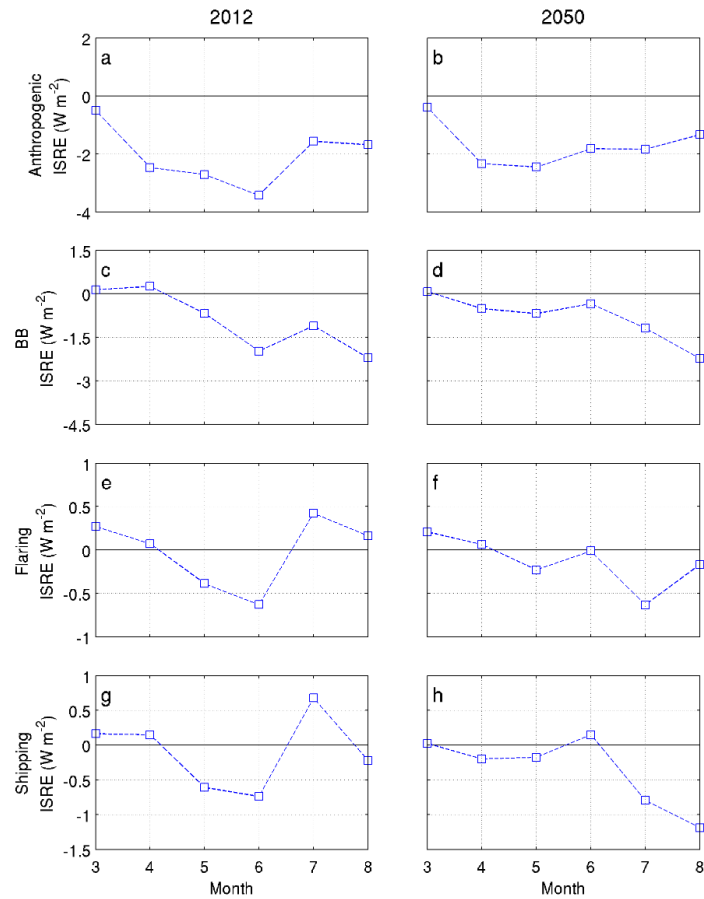 2012
2050
a
b
Anthropogenic
ISRE (W m-2)
2
0
-2
-4
c
d
BB
ISRE (W m-2)
1.5
0
-1.5
-3
-4.5
e
f
Flaring
ISRE (W m-2)
1
0.5
0
-0.5
-1
g
h
Shipping
ISRE (W m-2)
1
0.5
0
-0.5
-1
-1.5
3 4 5 6 7 8
3 4 5 6 7 8
Month
Month